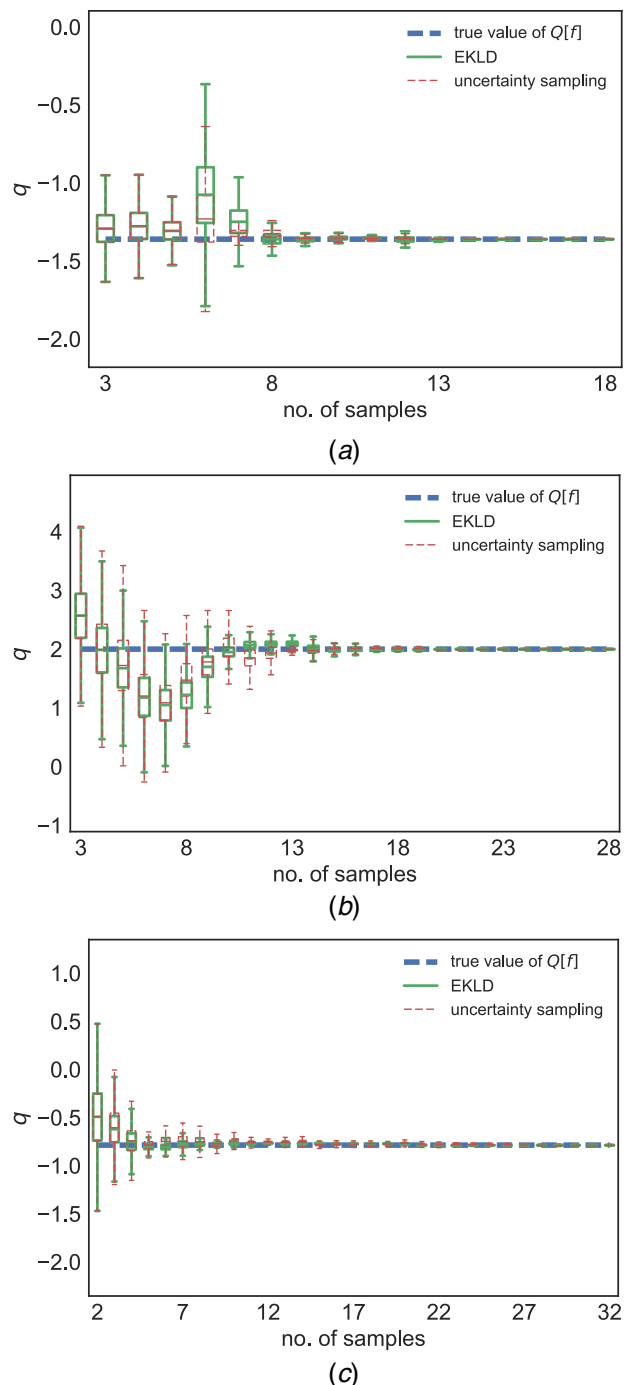 0.0
−0.5
−1.0
−1.5
−2.0
q
true value of Q[f]
EKLD
uncertainty sampling
3 8 13 18
no. of samples
(a)
4
3
2
1
0
−1
q
true value of Q[f]
EKLD
uncertainty sampling
3 8 13 18 23 28
no. of samples
(b)
1.0
0.5
0.0
−0.5
−1.0
−1.5
−2.0
q
true value of Q[f]
EKLD
uncertainty sampling
2 7 12 17 22 27 32
no. of samples
(c)